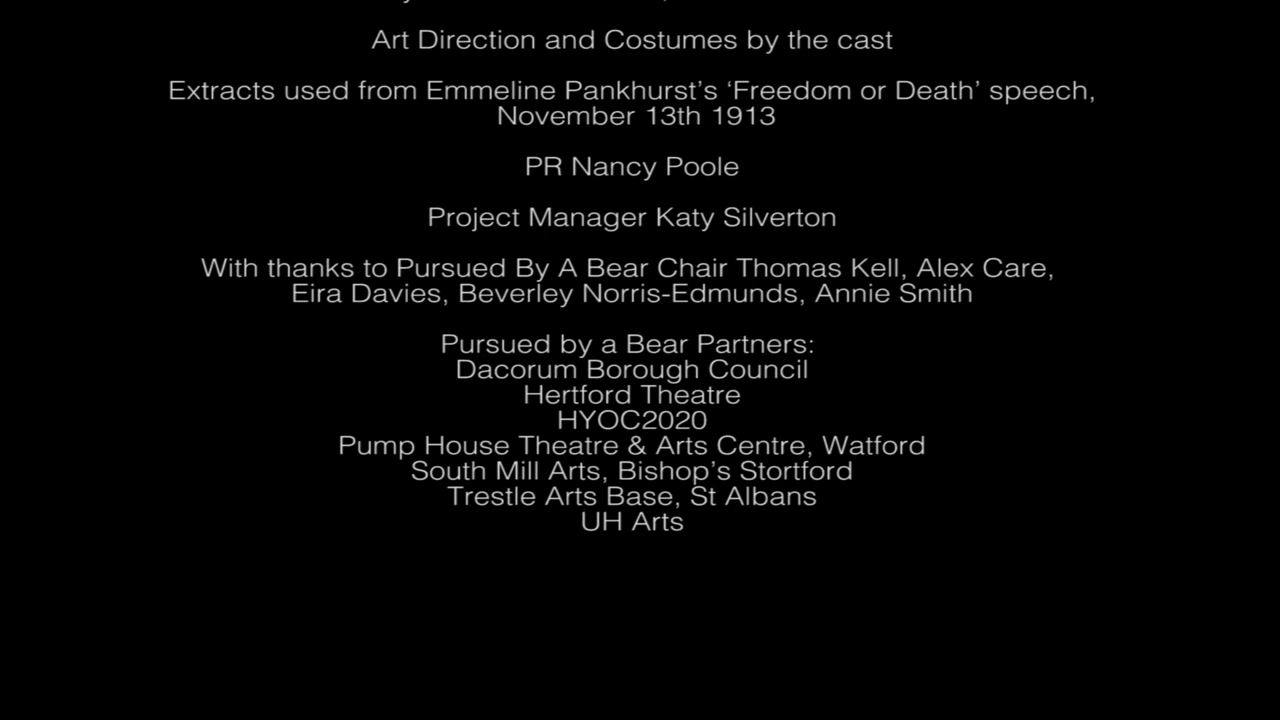 Art Direction and Costumes by the cast
Extracts used from Emmeline Pankhurst’s ‘Freedom or Death’ speech,
November 13th 1913
PR Nancy Poole
Project Manager Katy Silverton
With thanks to Pursued By A Bear Chair Thomas Kell, Alex Care,
Eira Davies, Beverley Norris-Edmunds, Annie Smith
Pursued by a Bear Partners:
Dacorum Borough Council
Hertford Theatre
HYOC2020
Pump House Theatre & Arts Centre, Watford
South Mill Arts, Bishop’s Stortford
Trestle Arts Base, St Albans
UH Arts